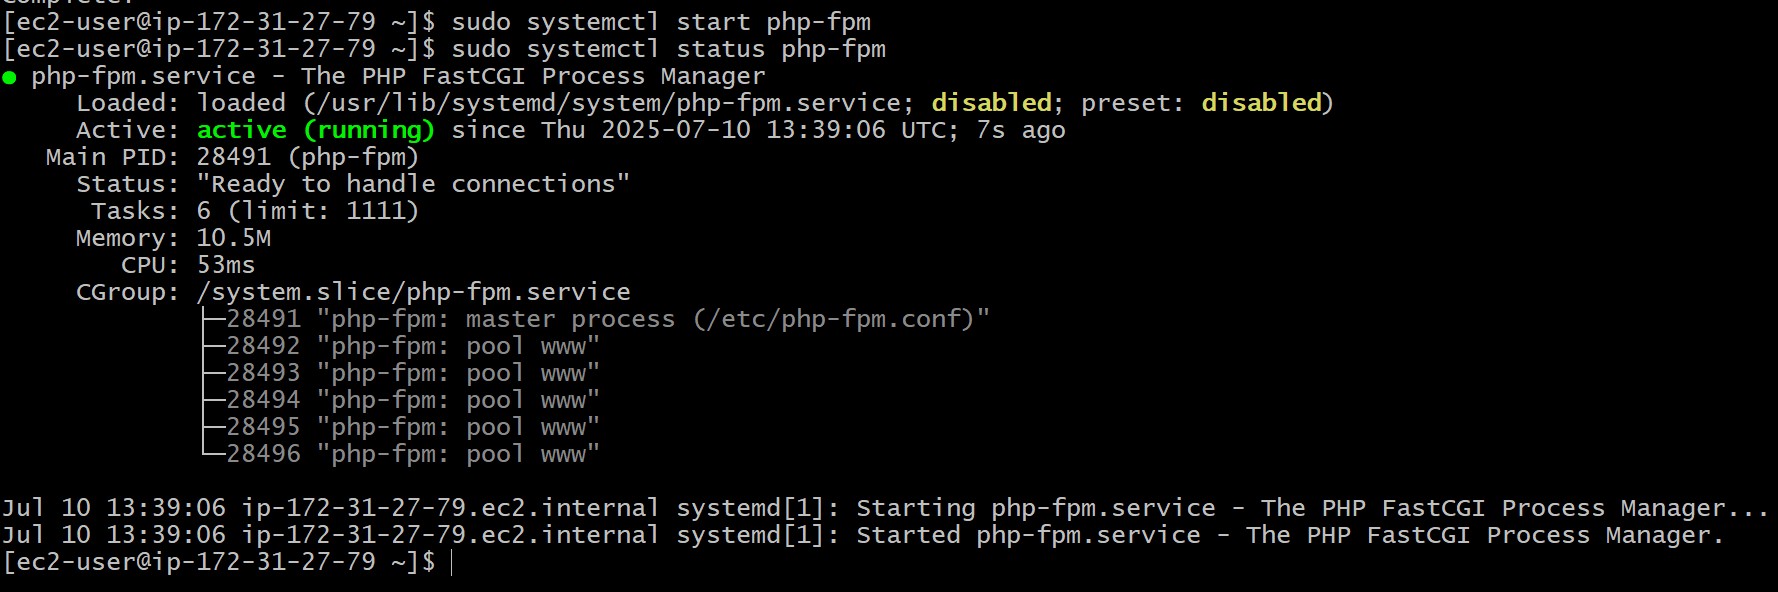 Complete!
[ec2-user@ip-172-31-27-79 ~]$ sudo systemctl start php-fpm
[ec2-user@ip-172-31-27-79 ~]$ sudo systemctl status php-fpm
● php-fpm.service - The PHP FastCGI Process Manager
     Loaded: loaded (/usr/lib/systemd/system/php-fpm.service; disabled; preset: disabled)
     Active: active (running) since Thu 2025-07-10 13:39:06 UTC; 7s ago
   Main PID: 28491 (php-fpm)
     Status: "Ready to handle connections"
      Tasks: 6 (limit: 1111)
     Memory: 10.5M
        CPU: 53ms
     CGroup: /system.slice/php-fpm.service
             ├─28491 "php-fpm: master process (/etc/php-fpm.conf)"
             ├─28492 "php-fpm: pool www"
             ├─28493 "php-fpm: pool www"
             ├─28494 "php-fpm: pool www"
             ├─28495 "php-fpm: pool www"
             └─28496 "php-fpm: pool www"
Jul 10 13:39:06 ip-172-31-27-79.ec2.internal systemd[1]: Starting php-fpm.service - The PHP FastCGI Process Manager...
Jul 10 13:39:06 ip-172-31-27-79.ec2.internal systemd[1]: Started php-fpm.service - The PHP FastCGI Process Manager.
[ec2-user@ip-172-31-27-79 ~]$